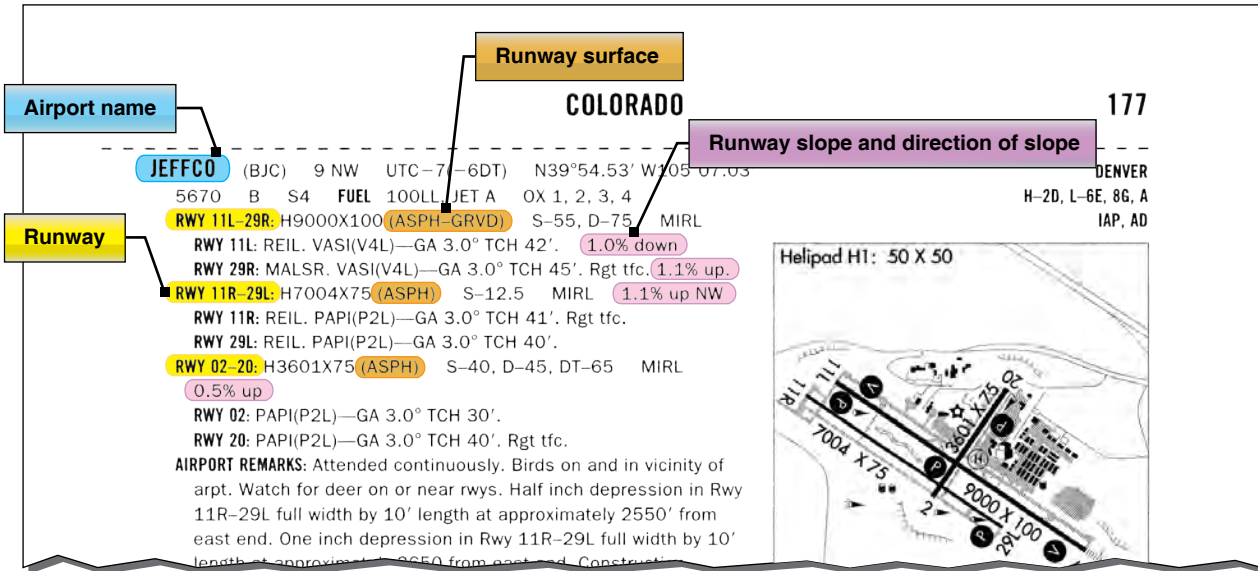 Runway surface
Airport name
COLORADO 177
Runway slope and direction of slope
JEFFCO (BJC) 9 NW UTC–7(–6DT) N39°54.53′ W105°07.03′ DENVER
5670 B S4 FUEL 100LL, JET A OX 1, 2, 3, 4 H–2D, L–6E, 8G, A
RWY 11L–29R: H9000X100 (ASPH–GRVD) S–55, D–75 MIRL IAP, AD
Runway
RWY 11L: REIL. VASI(V4L)—GA 3.0° TCH 42′. 1.0% down
RWY 29R: MALSR. VASI(V4L)—GA 3.0° TCH 45′. Rgt tfc. 1.1% up.
RWY 11R–29L: H7004X75 (ASPH) S–12.5 MIRL 1.1% up NW
RWY 11R: REIL. PAPI(P2L)—GA 3.0° TCH 41′. Rgt tfc.
RWY 29L: REIL. PAPI(P2L)—GA 3.0° TCH 40′.
RWY 02–20: H3601X75 (ASPH) S–40, D–45, DT–65 MIRL
0.5% up
RWY 02: PAPI(P2L)—GA 3.0° TCH 30′.
RWY 20: PAPI(P2L)—GA 3.0° TCH 40′. Rgt tfc.
AIRPORT REMARKS: Attended continuously. Birds on and in vicinity of
arpt. Watch for deer on or near rwys. Half inch depression in Rwy
11R–29L full width by 10′ length at approximately 2550′ from
east end. One inch depression in Rwy 11R–29L full width by 10′
length at approximately 2650 from east end. Construction
Helipad H1: 50 X 50
11L
11R
20
V
P
P
3601 X 75
7004 X 75
P
H
9000 X 100
2
P
29L
V